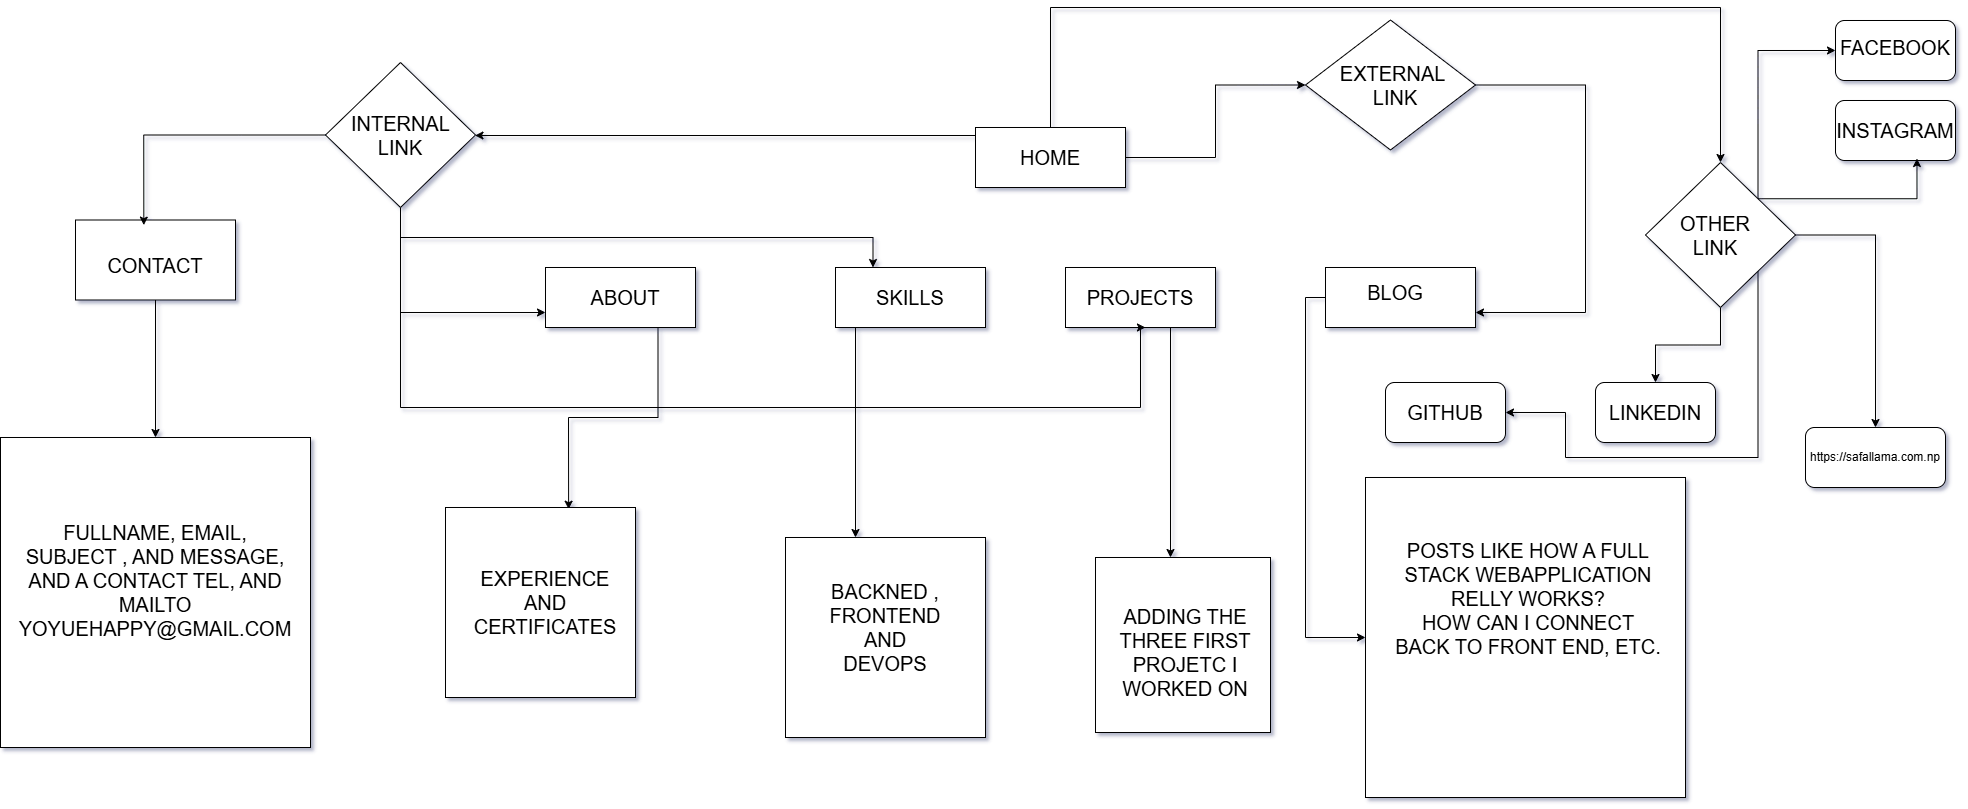 FACEBOOK
EXTERNAL
LINK
INTERNAL
LINK
INSTAGRAM
HOME
OTHER
LINK
CONTACT
ABOUT
SKILLS
PROJECTS
BLOG
GITHUB
LINKEDIN
https://safallama.com.np
FULLNAME, EMAIL,
SUBJECT , AND MESSAGE,
AND A CONTACT TEL, AND
MAILTO
YOYUEHAPPY@GMAIL.COM
EXPERIENCE
AND
CERTIFICATES
BACKNED ,
FRONTEND
AND
DEVOPS
ADDING THE
THREE FIRST
PROJETC I
WORKED ON
POSTS LIKE HOW A FULL
STACK WEBAPPLICATION
RELLY WORKS?
HOW CAN I CONNECT
BACK TO FRONT END, ETC.